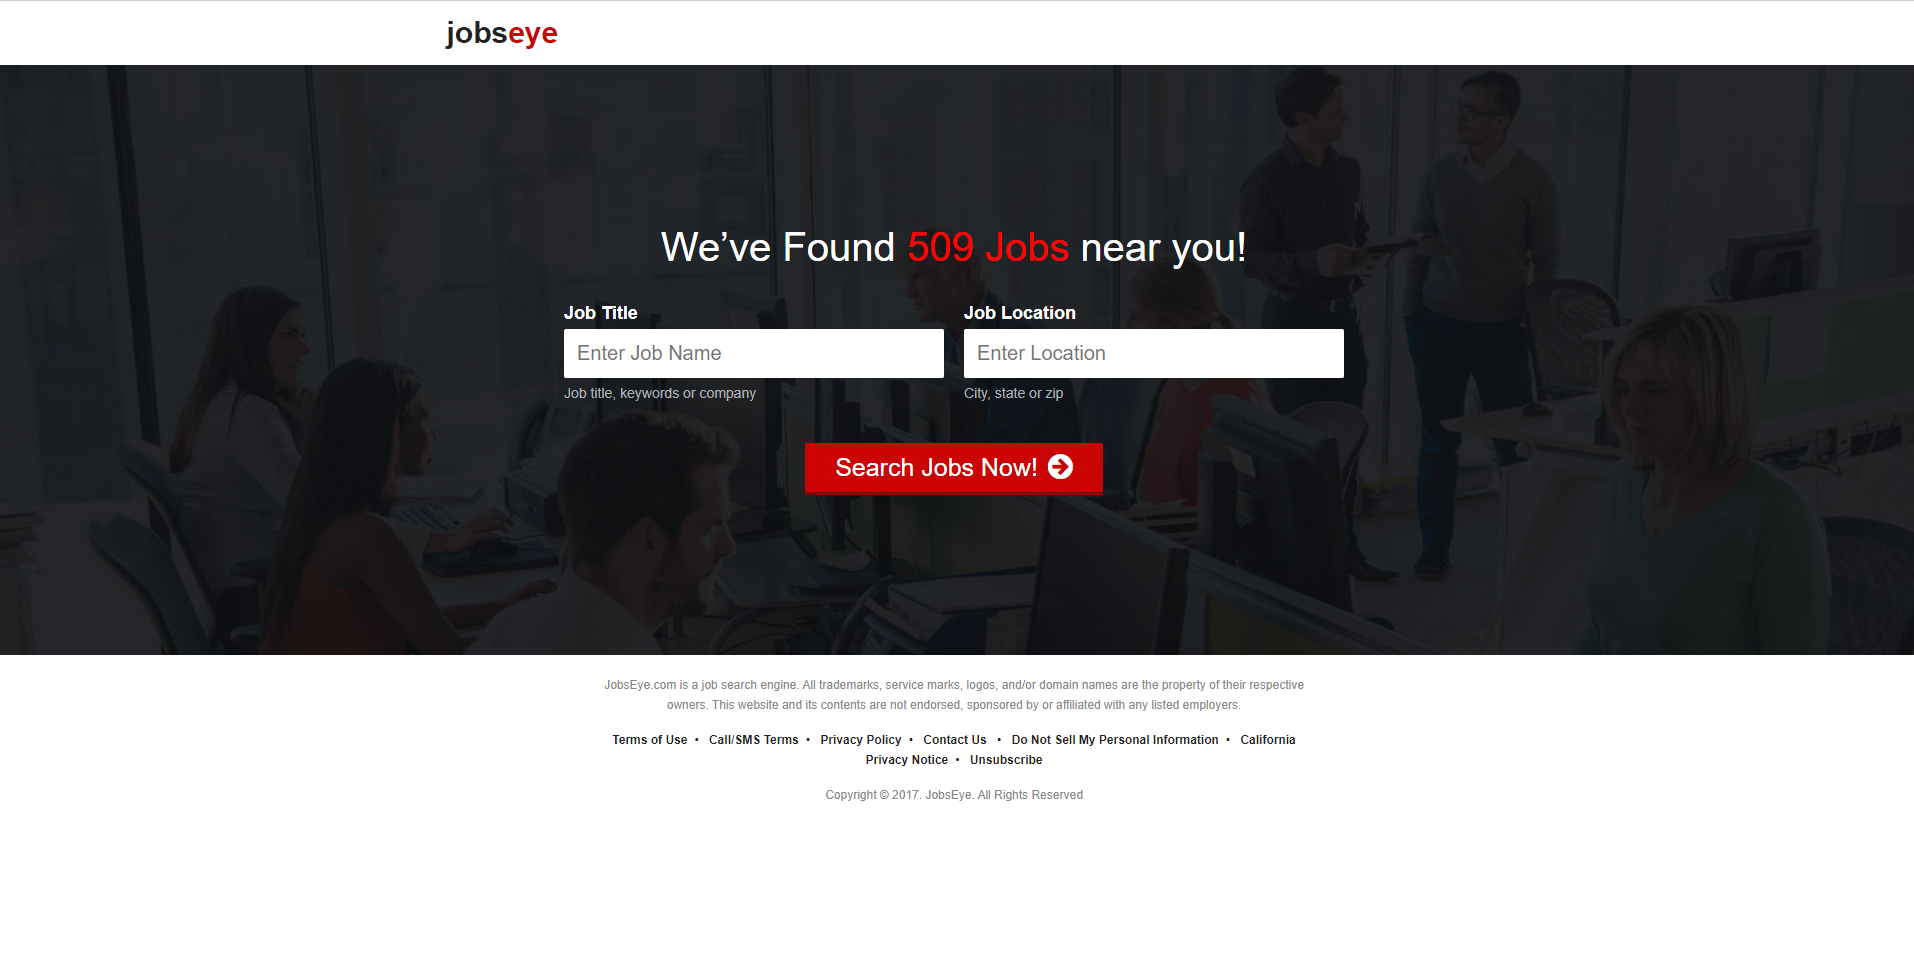 jobseye
We’ve Found 509 Jobs near you!
Job Title
Job Location
Enter Job Name
Enter Location
Job title, keywords or company
City, state or zip
Search Jobs Now!
JobsEye.com is a job search engine. All trademarks, service marks, logos, and/or domain names are the property of their respective
owners. This website and its contents are not endorsed, sponsored by or affiliated with any listed employers.
Terms of Use • Call/SMS Terms • Privacy Policy • Contact Us • Do Not Sell My Personal Information • California
Privacy Notice • Unsubscribe
Copyright © 2017. JobsEye. All Rights Reserved